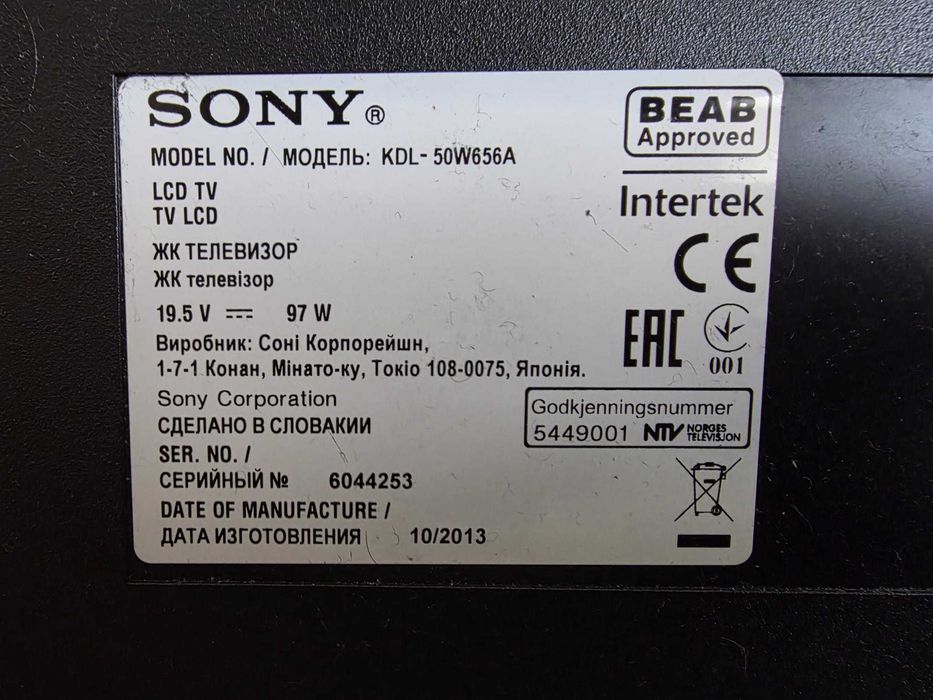 SONY®
MODEL NO. / МОДЕЛЬ: KDL- 50W656A
LCD TV
TV LCD
ЖК ТЕЛЕВИЗОР
ЖК телевізор
19.5 V ⎓ 97 W
Виробник: Соні Корпорейшн,
1-7-1 Конан, Мінато-ку, Токіо 108-0075, Японія.
Sony Corporation
СДЕЛАНО В СЛОВАКИИ
SER. NO. /
СЕРИЙНЫЙ № 6044253
DATE OF MANUFACTURE /
ДАТА ИЗГОТОВЛЕНИЯ 10/2013
BEAB
Approved
Intertek
CE
EAC
001
Godkjenningsnummer
5449001 NTV NORGES
TELEVISJON